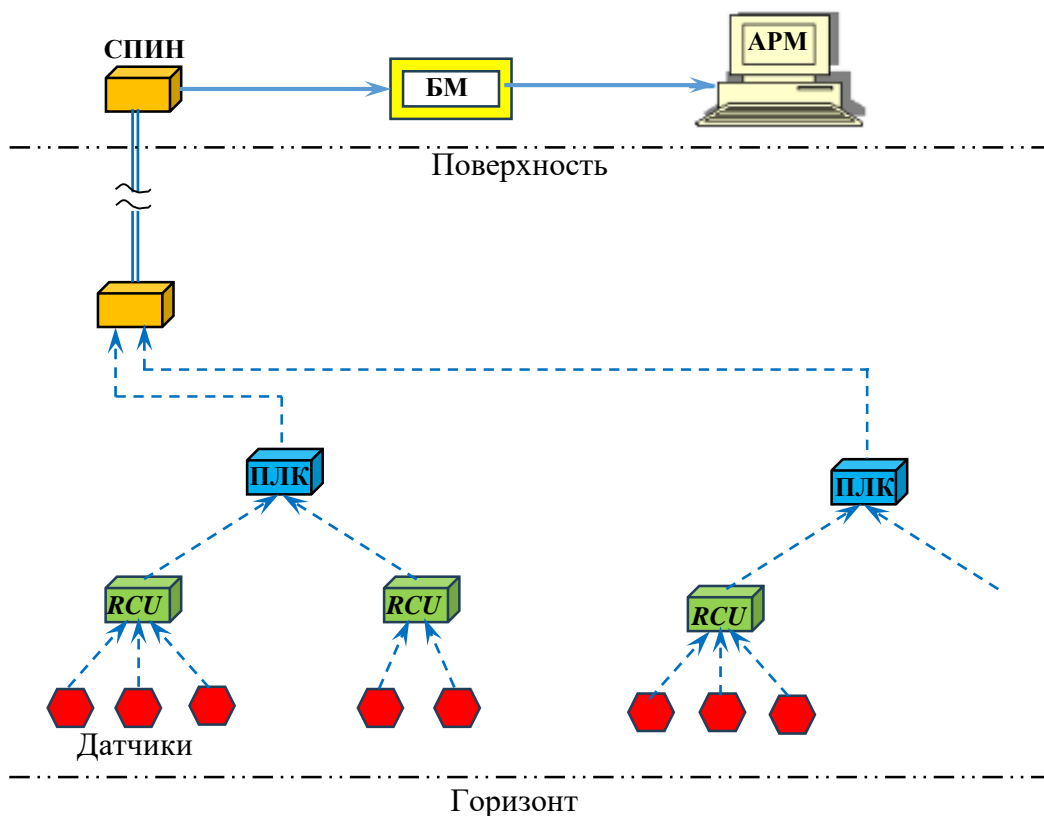 СПИН
БМ
АРМ
Поверхность
ПЛК
ПЛК
RCU
RCU
RCU
Датчики
Горизонт